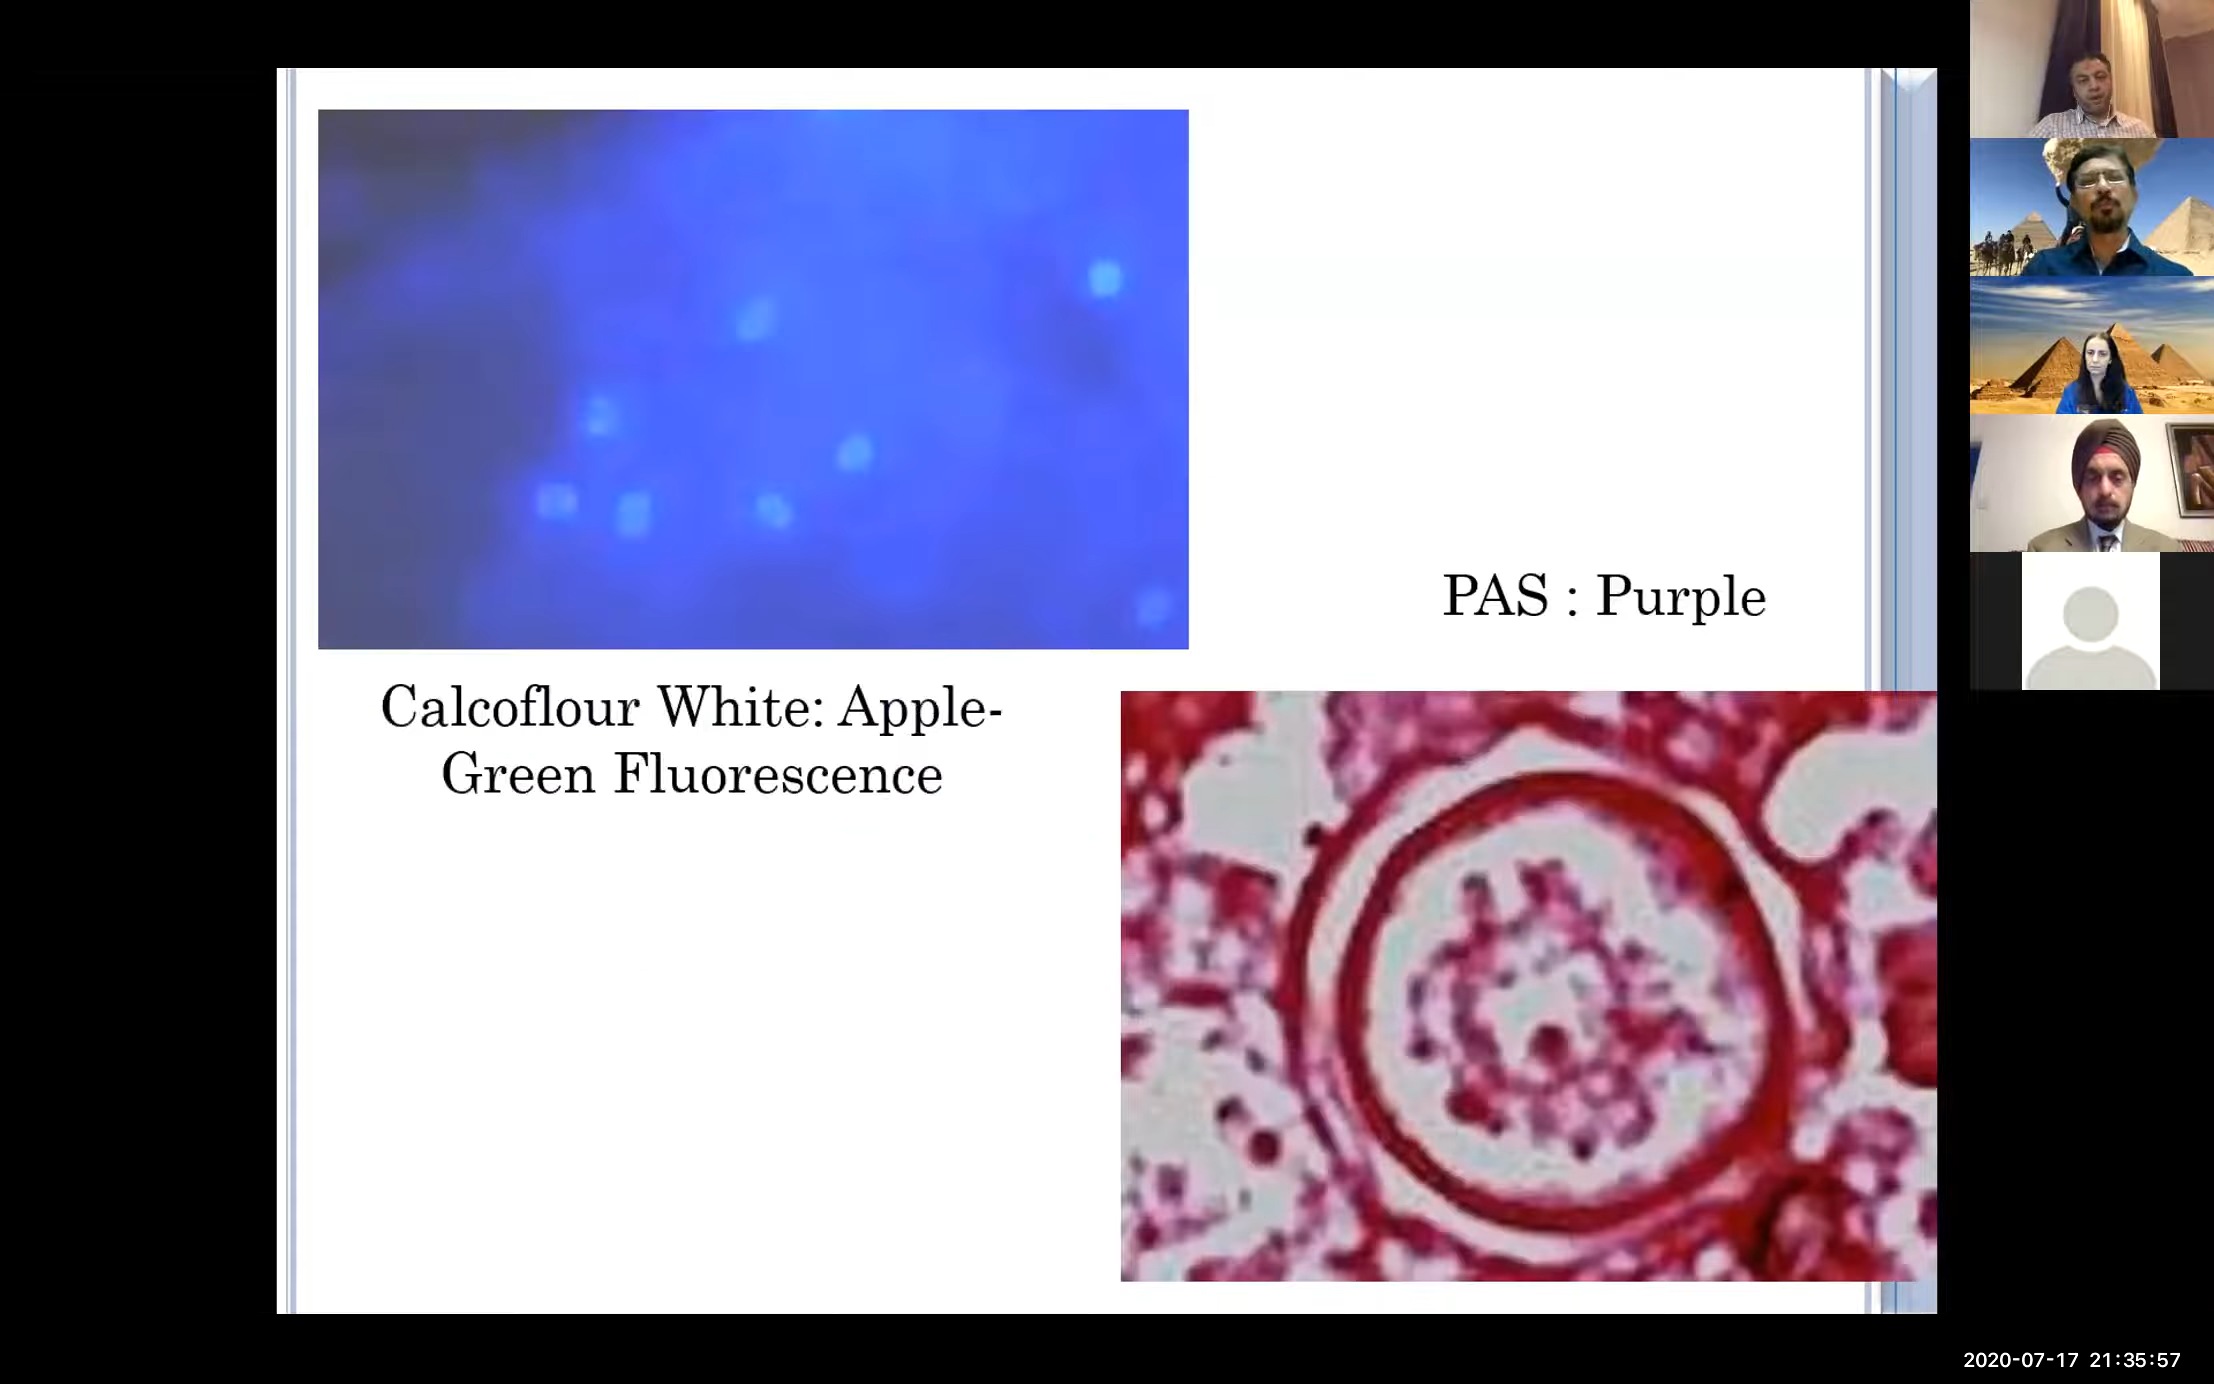 PAS : Purple
Calcoflour White: Apple-
Green Fluorescence
2020-07-17 21:35:57